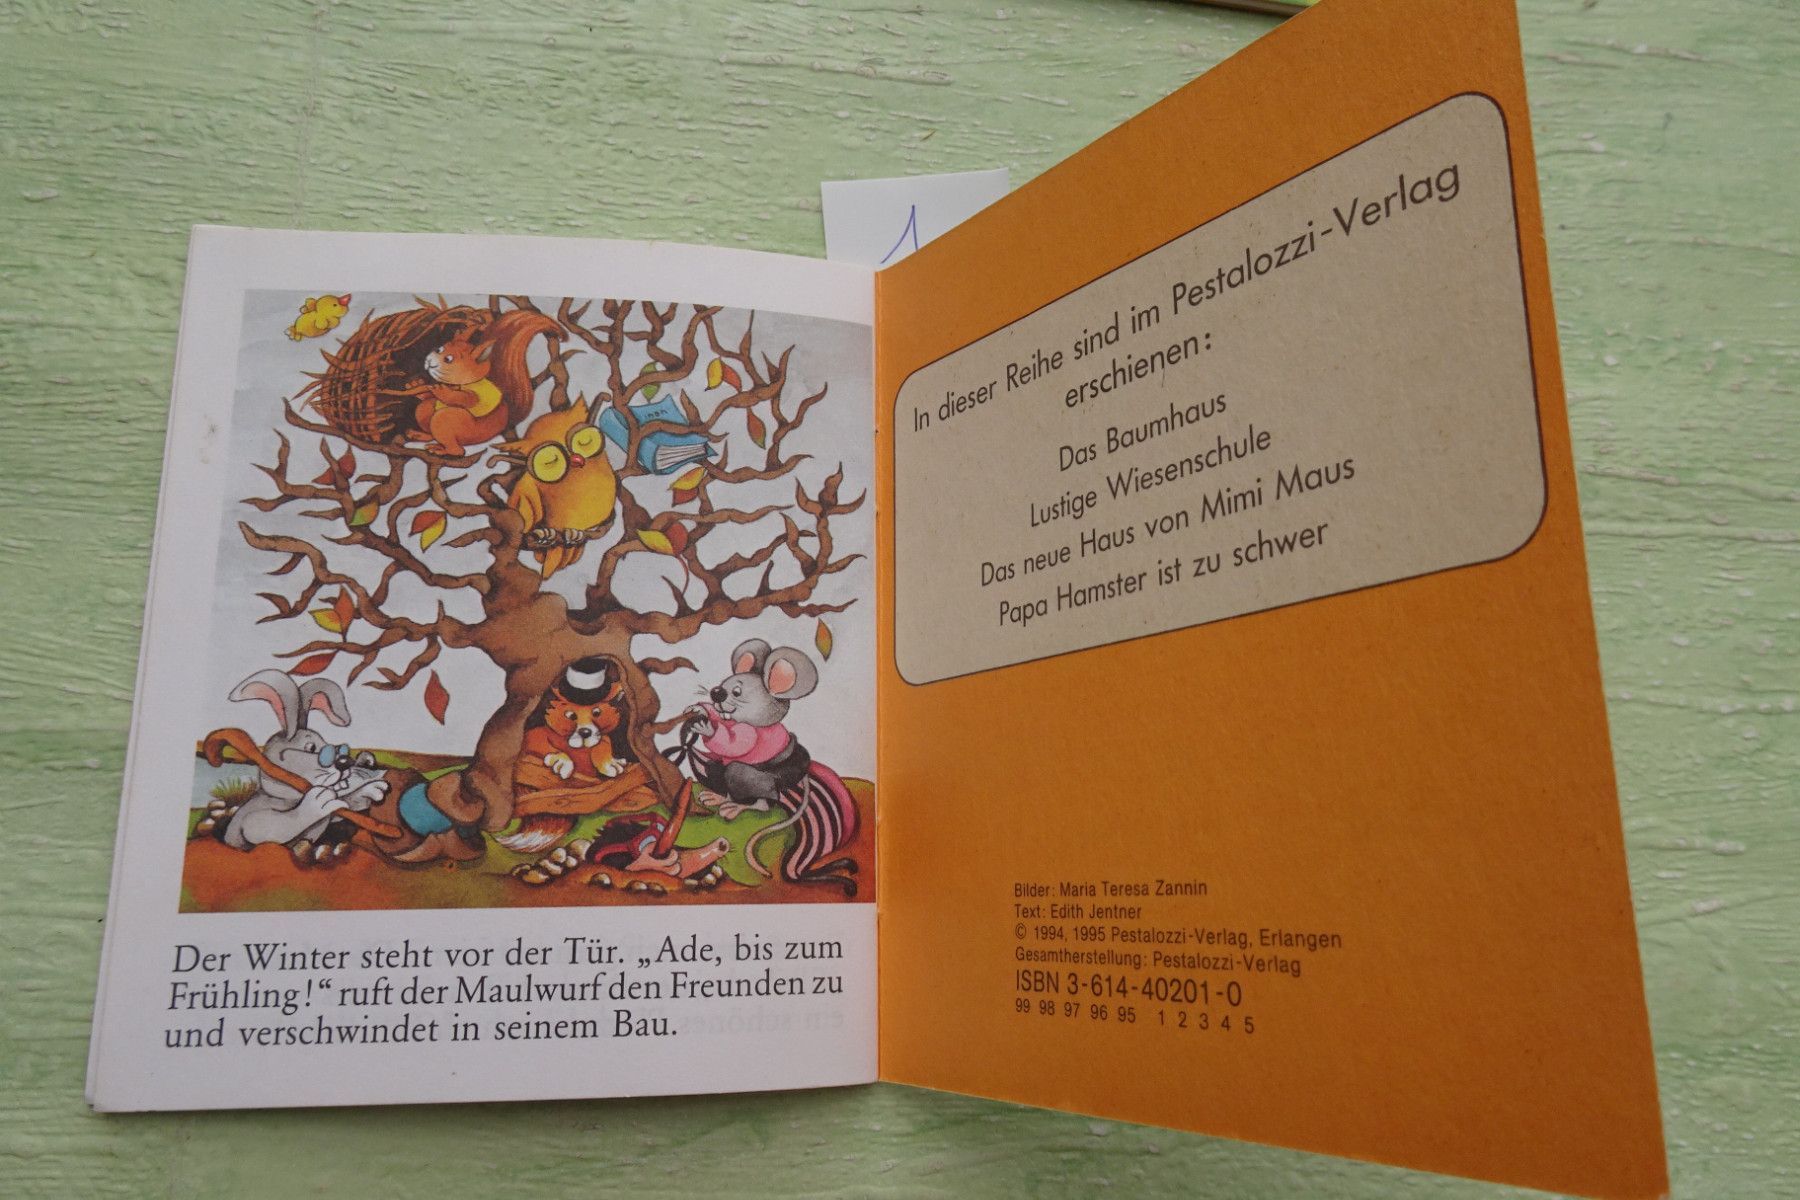 Der Winter steht vor der Tür. „Ade, bis zum
Frühling!“ ruft der Maulwurf den Freunden zu
und verschwindet in seinem Bau.
1
In dieser Reihe sind im Pestalozzi-Verlag
erschienen:
Das Baumhaus
Lustige Wiesenschule
Das neue Haus von Mimi Maus
Papa Hamster ist zu schwer
Bilder: Maria Teresa Zannin
Text: Edith Jentner
© 1994, 1995 Pestalozzi-Verlag, Erlangen
Gesamtherstellung: Pestalozzi-Verlag
ISBN 3-614-40201-0
99 98 97 96 95 1 2 3 4 5